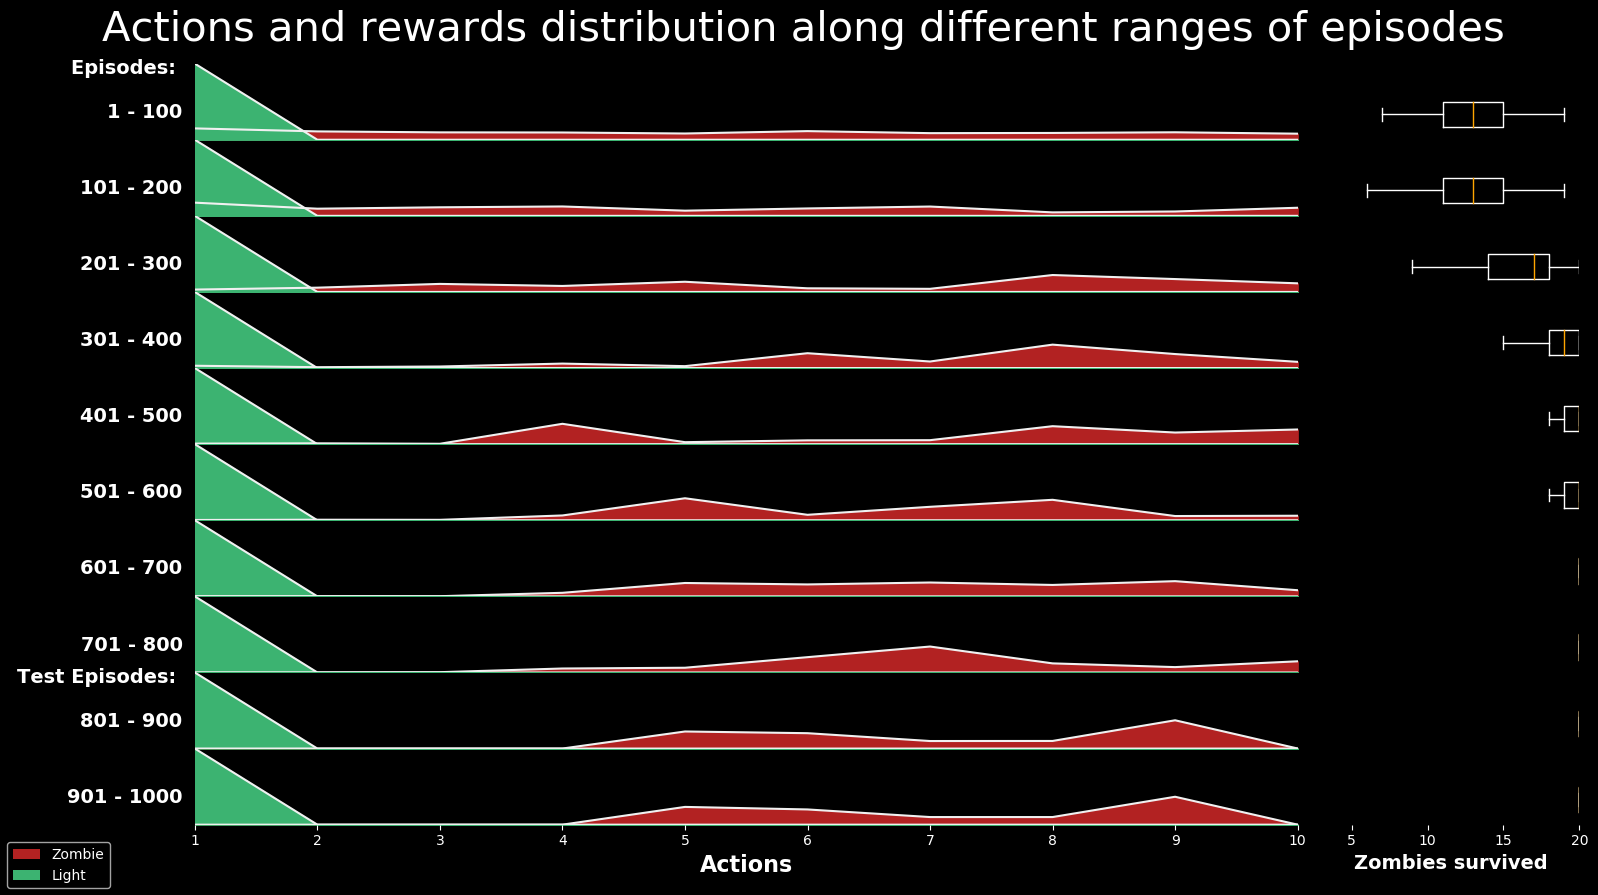 Actions and rewards distribution along different ranges of episodes
Episodes:
1 - 100
101 - 200
201 - 300
301 - 400
401 - 500
501 - 600
601 - 700
701 - 800
Test Episodes:
801 - 900
901 - 1000
1 2 3 4 5 6 7 8 9 10 5 10 15 20
Actions
Zombies survived
Zombie
Light